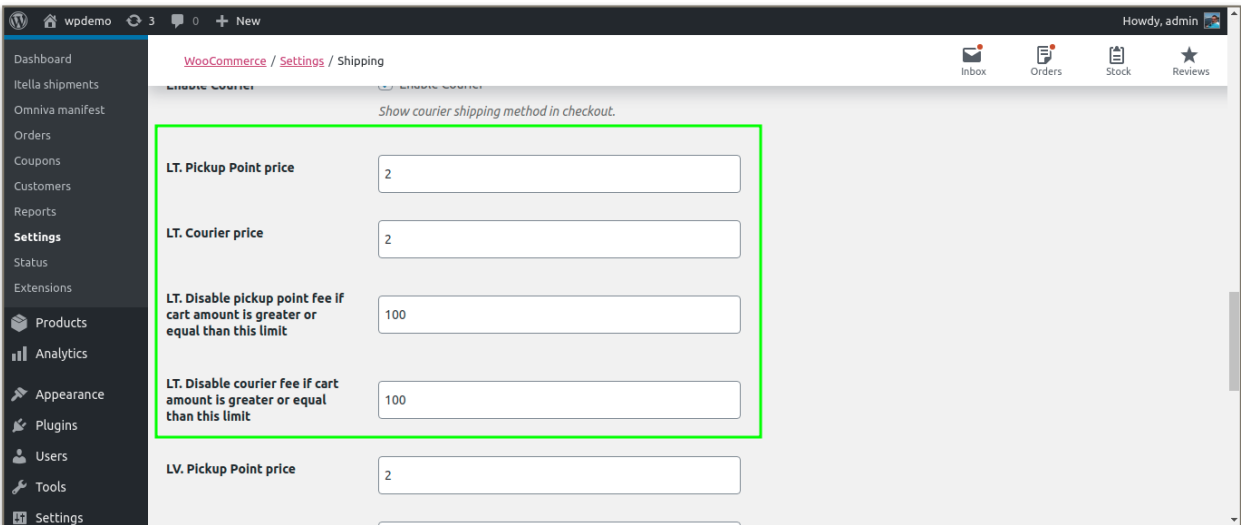 wpdemo 3 0 + New Howdy, admin
Dashboard
Itella shipments
Omniva manifest
Orders
Coupons
Customers
Reports
Settings
Status
Extensions
Products
Analytics
Appearance
Plugins
Users
Tools
Settings
WooCommerce / Settings / Shipping
Inbox
Orders
Stock
Reviews
Enable Courier Enable Courier
Show courier shipping method in checkout.
LT. Pickup Point price
2
LT. Courier price
2
LT. Disable pickup point fee if
cart amount is greater or
equal than this limit
100
LT. Disable courier fee if cart
amount is greater or equal
than this limit
100
LV. Pickup Point price
2